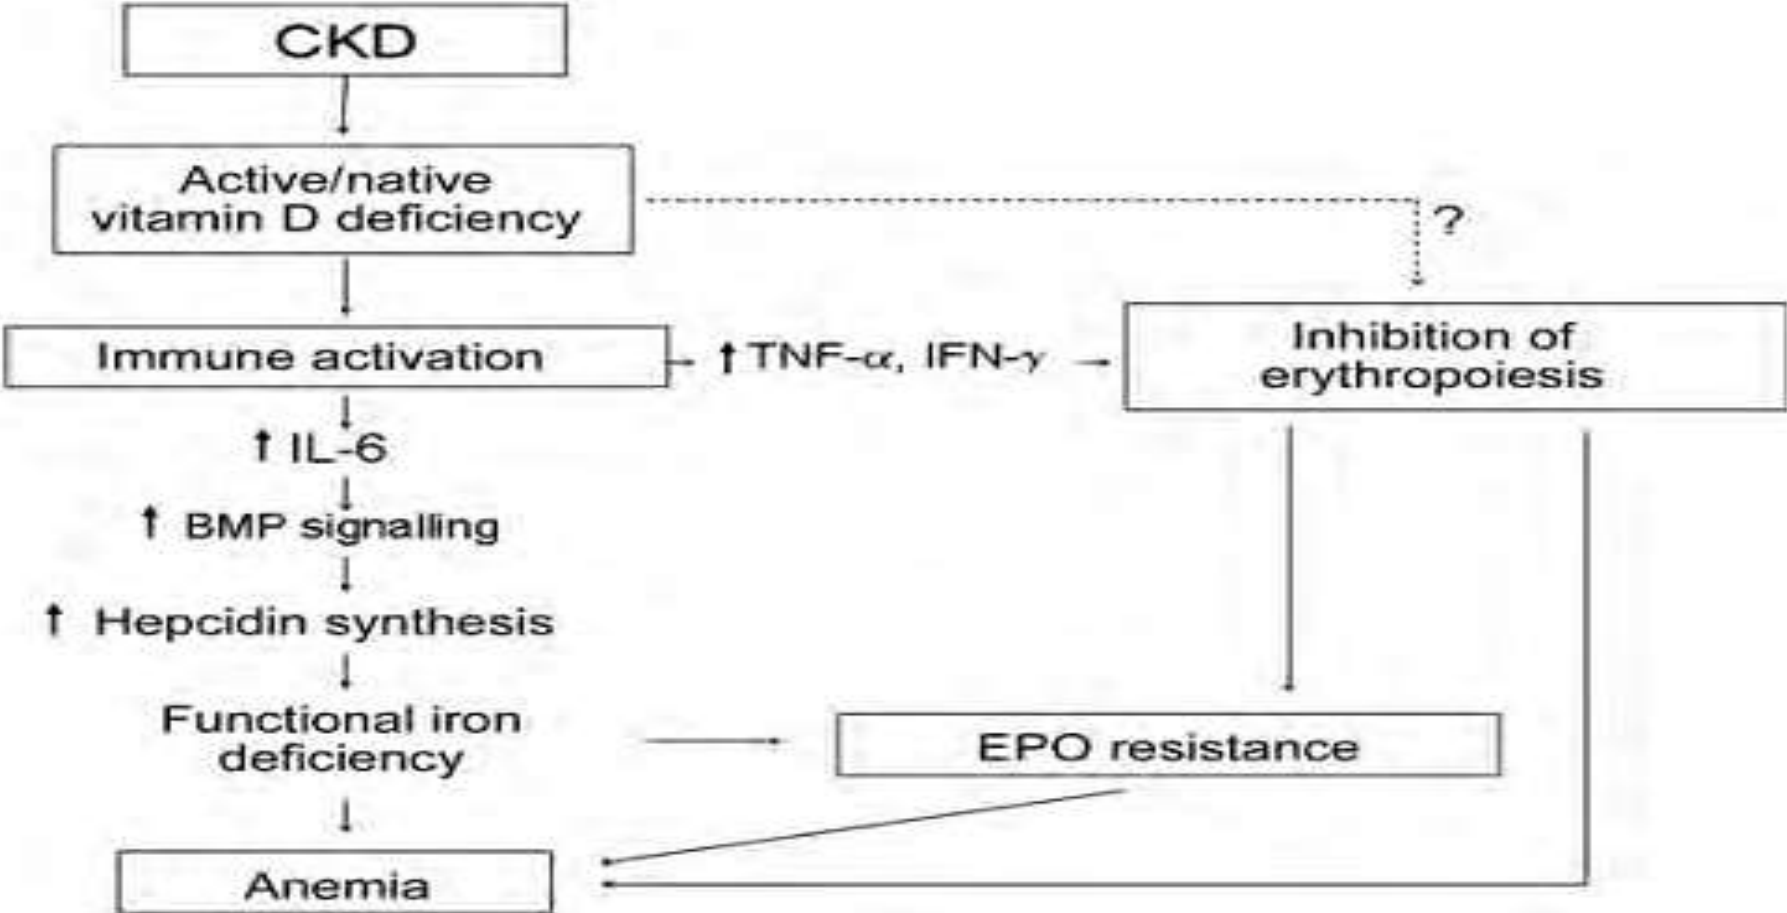 CKD
Active/native
vitamin D deficiency
?
Immune activation
↑ TNF-α, IFN-γ
Inhibition of
erythropoiesis
↑ IL-6
↑ BMP signalling
↑ Hepcidin synthesis
Functional iron
deficiency
EPO resistance
Anemia